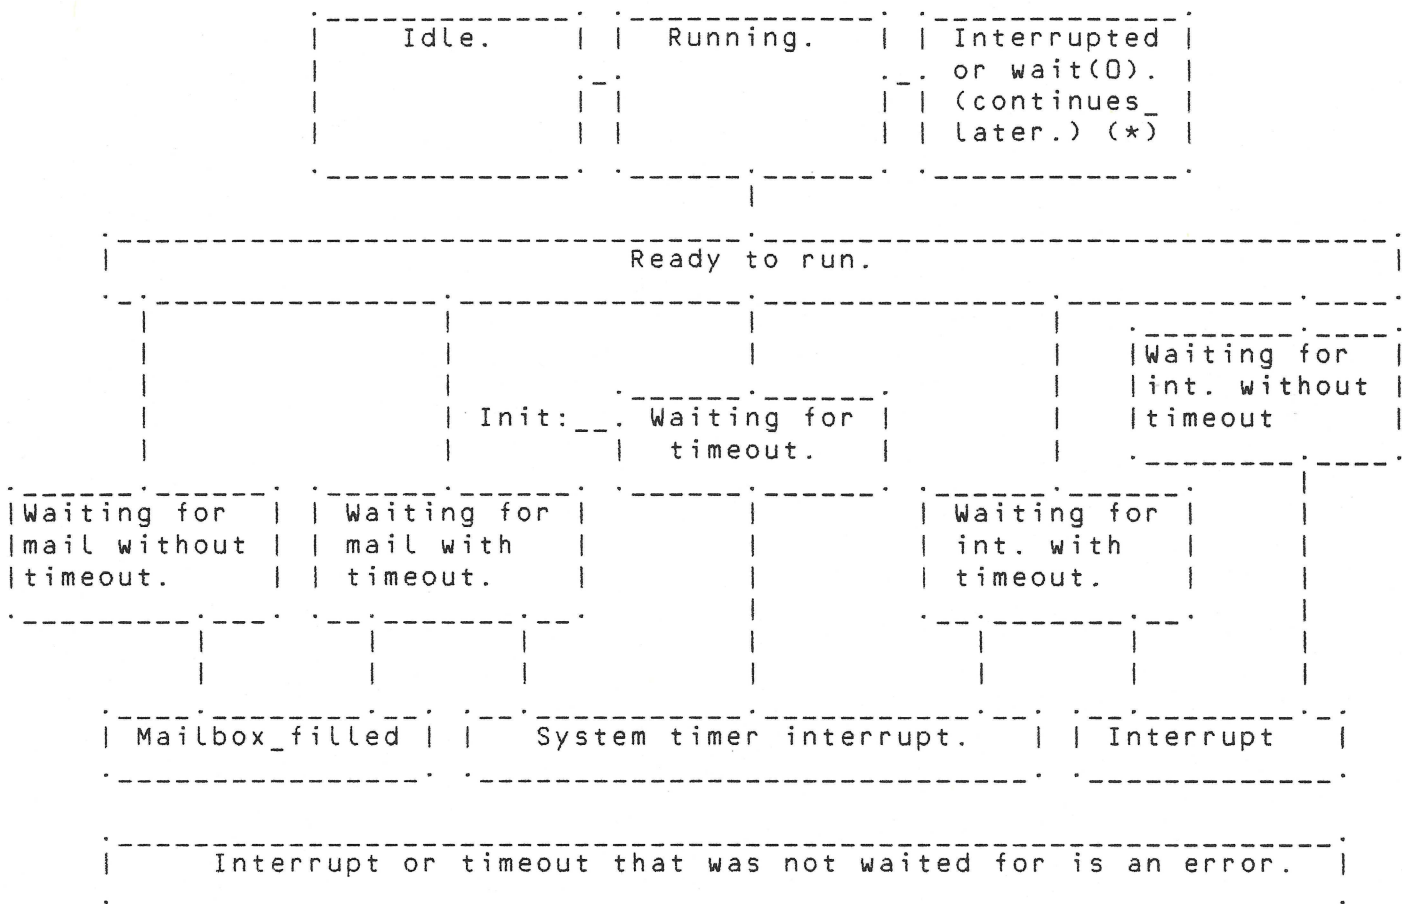 Idle. Running. Interrupted
or wait(0).
(continues_
later.) (*)
Ready to run.
Waiting for
int. without
timeout
Init: Waiting for
timeout.
Waiting for
mail without
timeout.
Waiting for
mail with
timeout.
Waiting for
int. with
timeout.
Mailbox_filled System timer interrupt. Interrupt
Interrupt or timeout that was not waited for is an error.